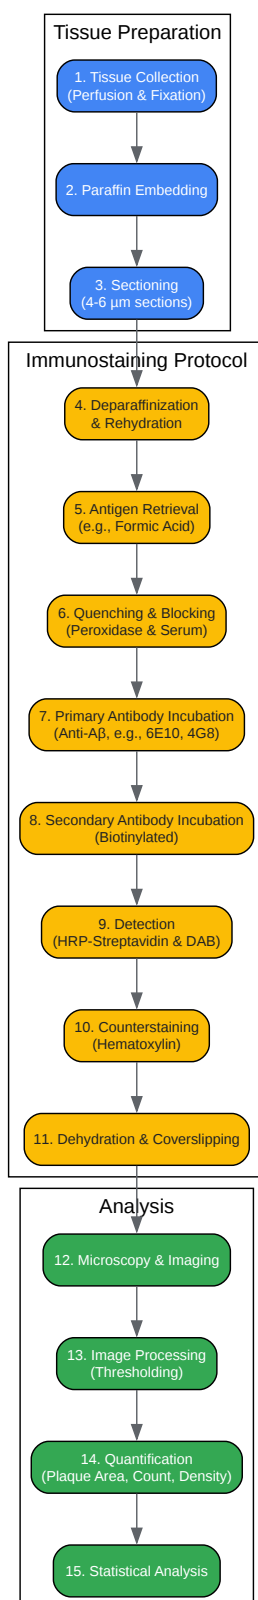 Tissue Preparation
1. Tissue Collection
(Perfusion & Fixation)
2. Paraffin Embedding
3. Sectioning
(4-6 µm sections)
Immunostaining Protocol
4. Deparaffinization
& Rehydration
5. Antigen Retrieval
(e.g., Formic Acid)
6. Quenching & Blocking
(Peroxidase & Serum)
7. Primary Antibody Incubation
(Anti-Aβ, e.g., 6E10, 4G8)
8. Secondary Antibody Incubation
(Biotinylated)
9. Detection
(HRP-Streptavidin & DAB)
10. Counterstaining
(Hematoxylin)
11. Dehydration & Coverslipping
Analysis
12. Microscopy & Imaging
13. Image Processing
(Thresholding)
14. Quantification
(Plaque Area, Count, Density)
15. Statistical Analysis